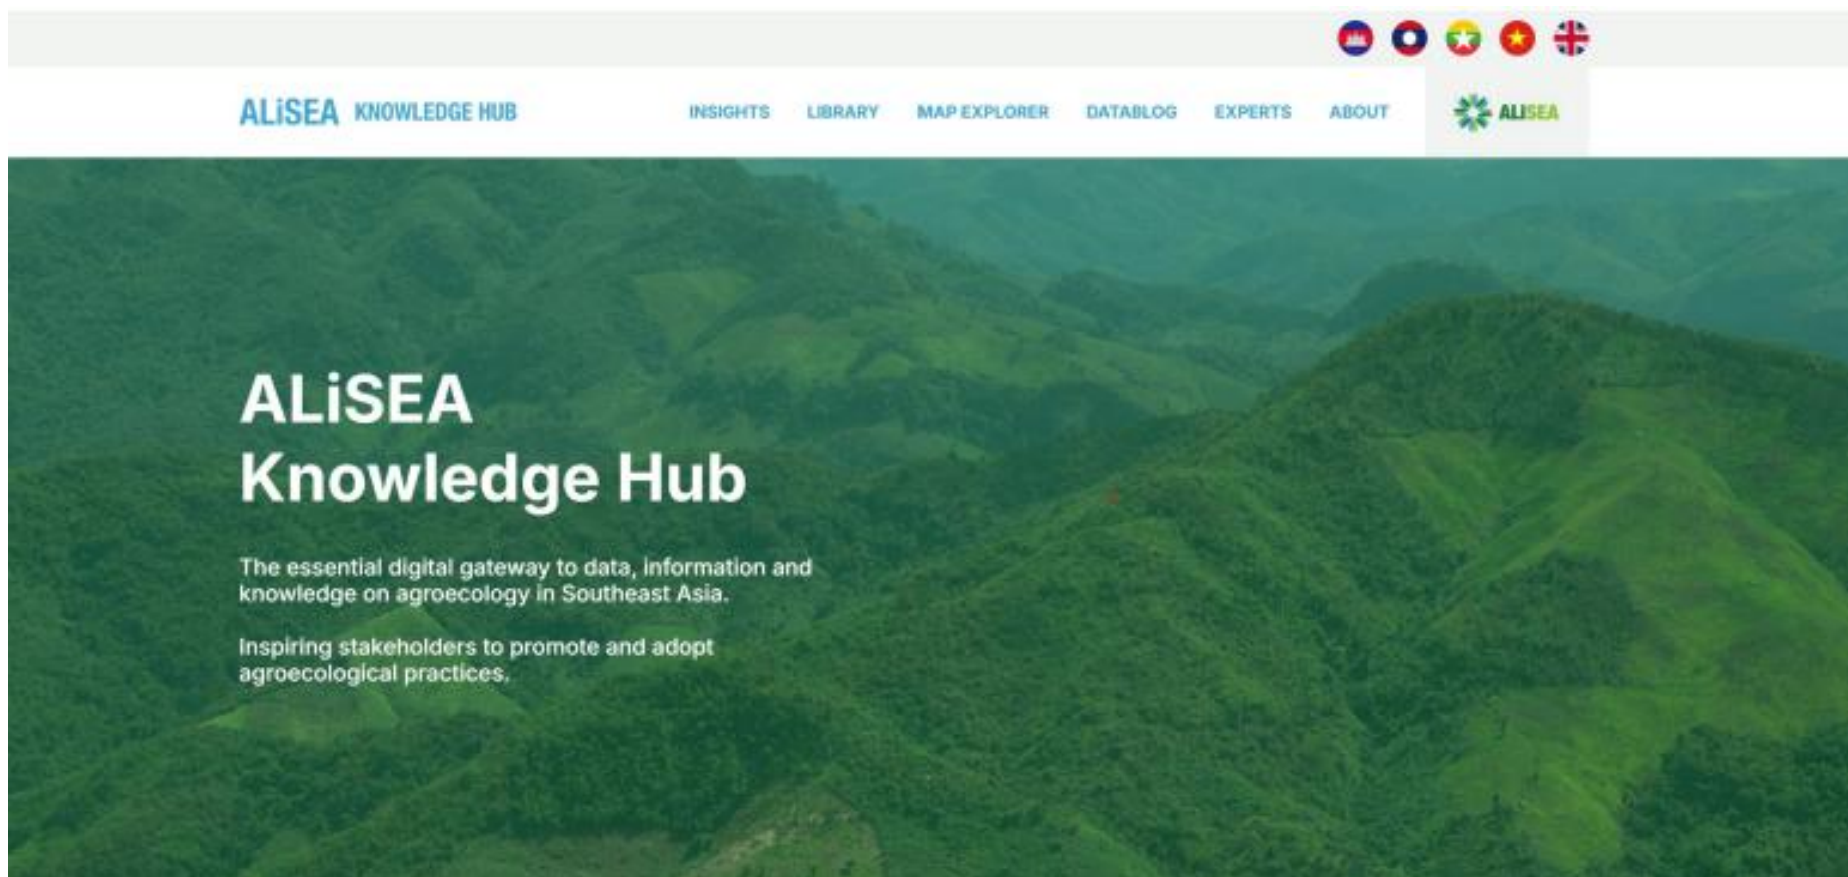 ALiSEA KNOWLEDGE HUB
INSIGHTS
LIBRARY
MAP EXPLORER
DATABLOG
EXPERTS
ABOUT
ALISEA
ALiSEA
Knowledge Hub
The essential digital gateway to data, information and
knowledge on agroecology in Southeast Asia.
Inspiring stakeholders to promote and adopt
agroecological practices.